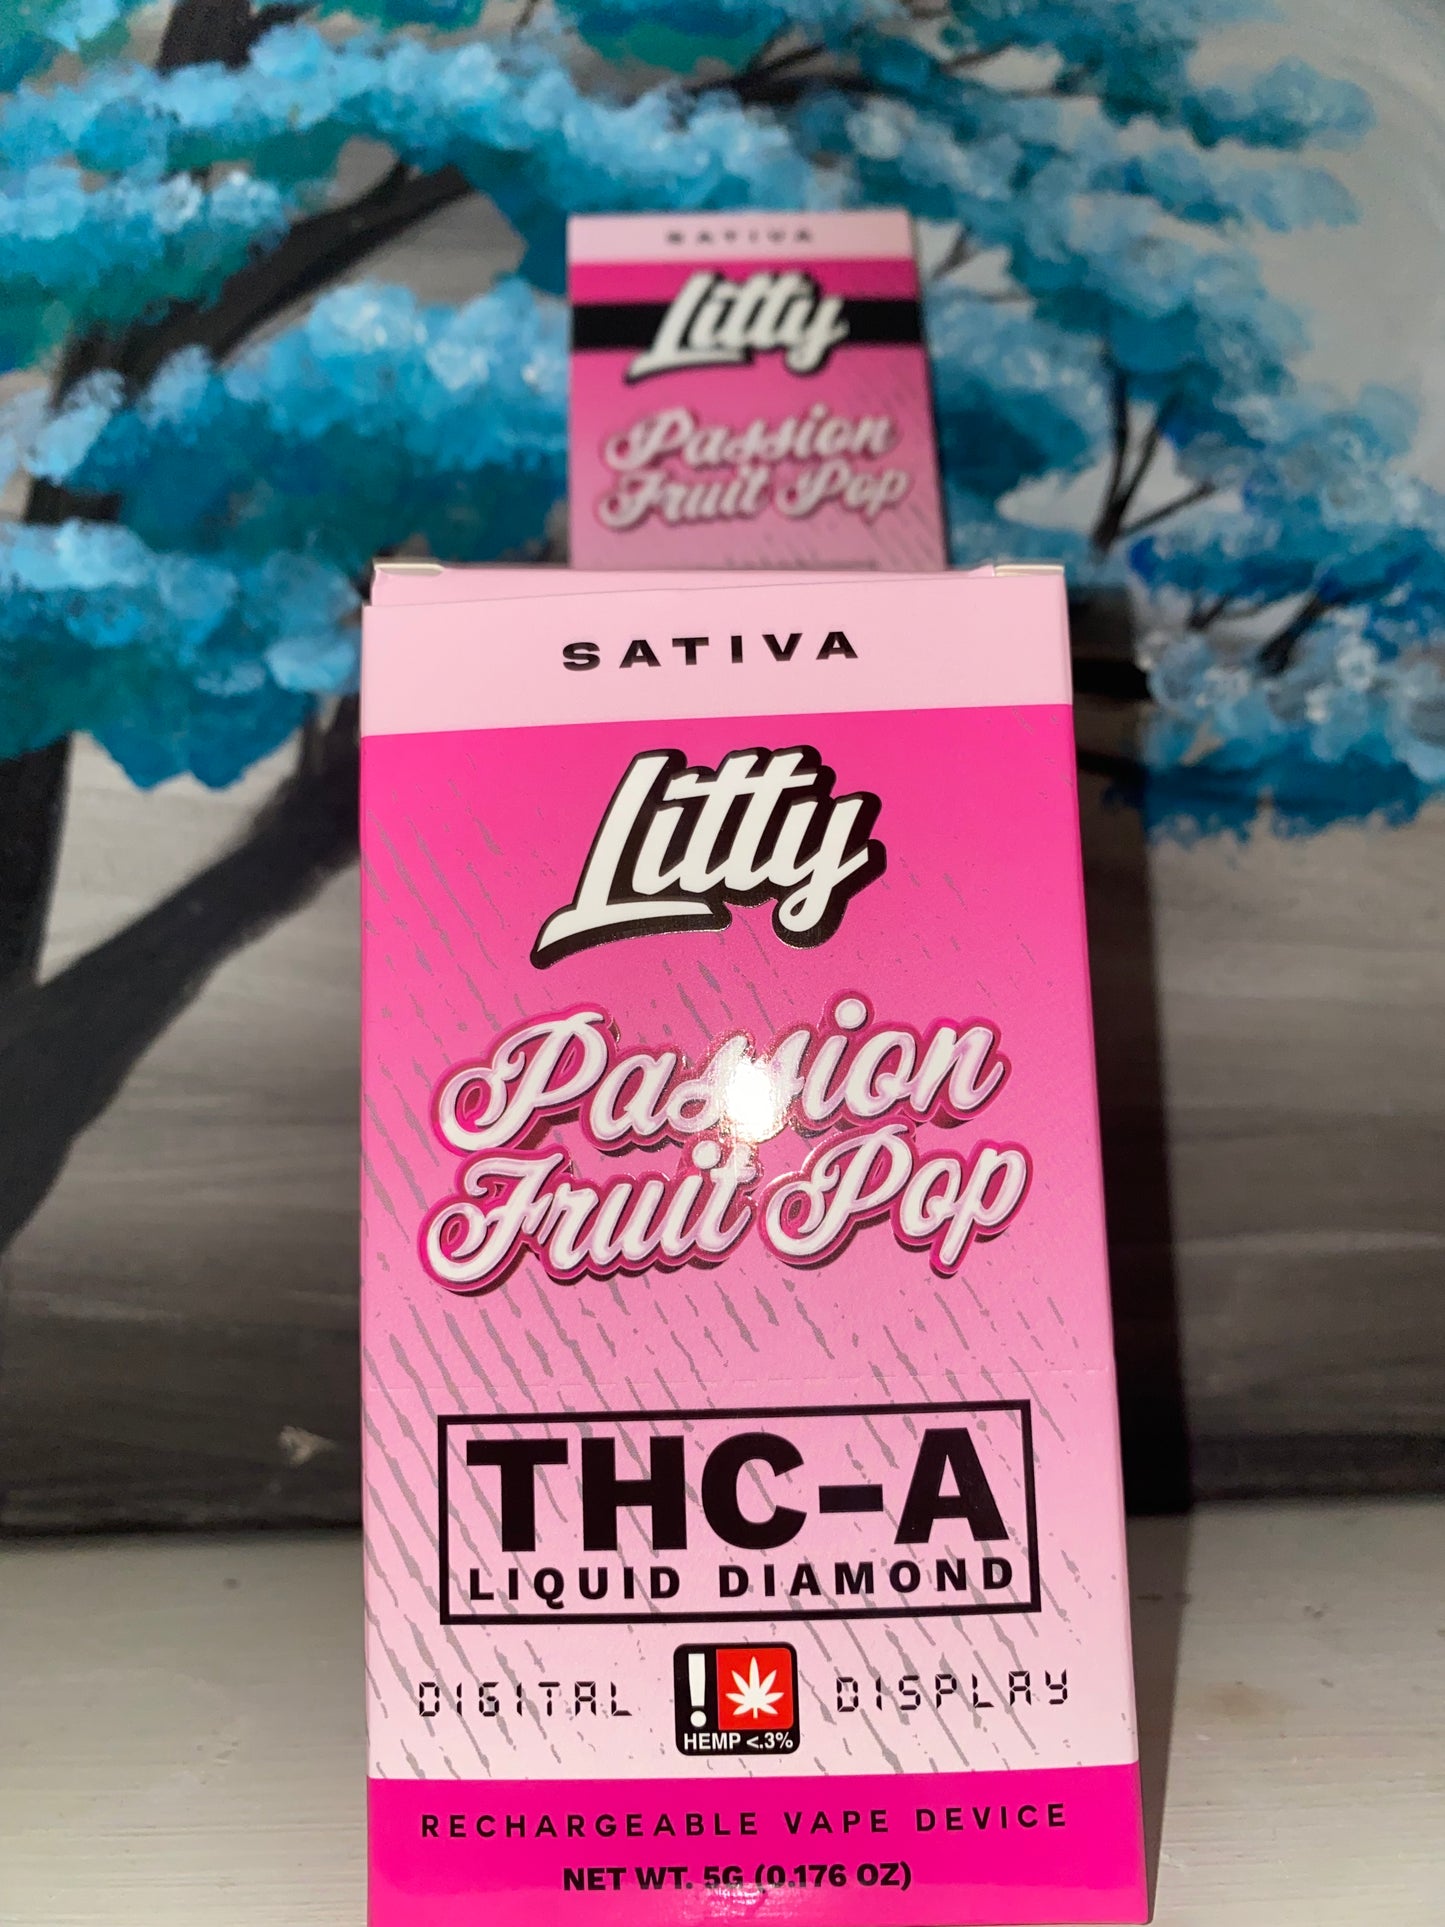 SATIVA
Litty
Passion
Fruit Pop
SATIVA
Litty
Passion
Fruit Pop
THC-A
LIQUID DIAMOND
DIGITAL
!
HEMP <.3%
DISPLAY
RECHARGEABLE VAPE DEVICE
NET WT. 5G (0.176 OZ)